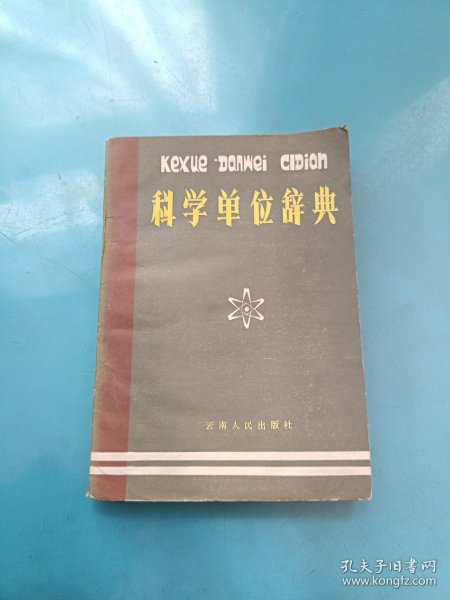 Kexue Danwei CiDian
科学单位辞典
云南人民出版社
孔夫子旧书网
www.kongfz.com